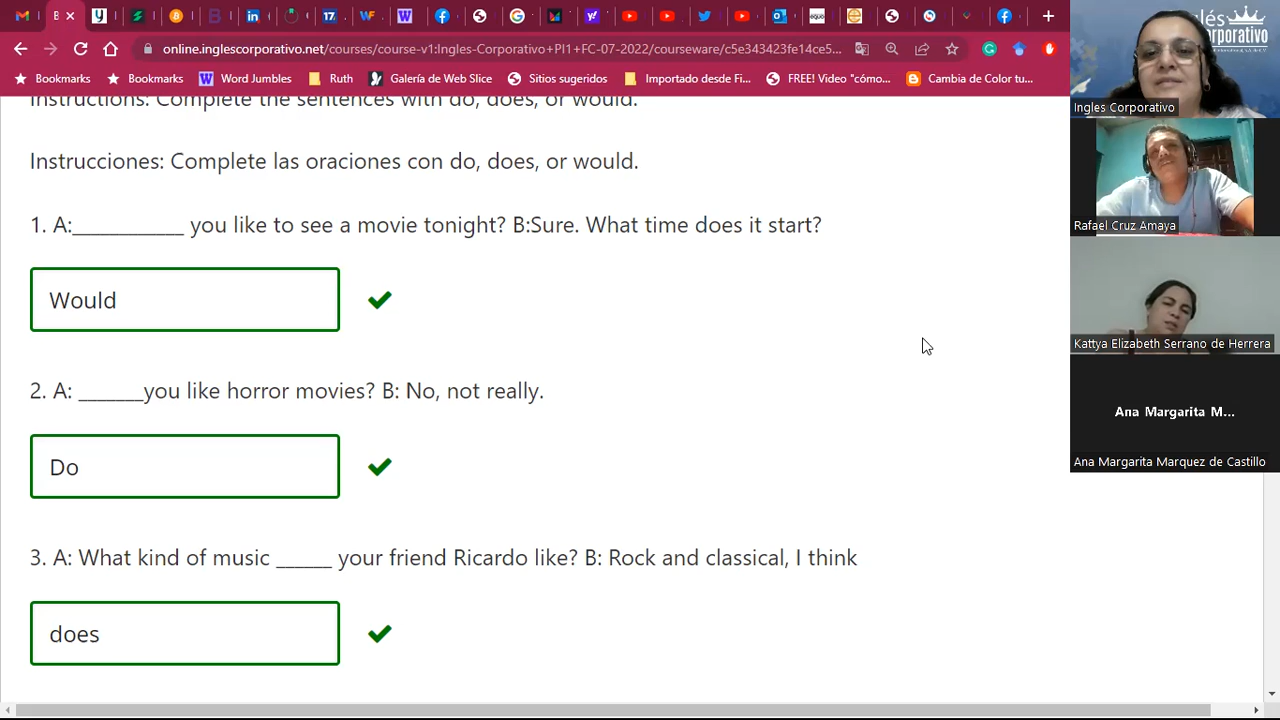 online.inglescorporativo.net/courses/course-v1:Ingles-Corporativo+PI1+FC-07-2022/courseware/c5e343423fe14ce5...
Bookmarks
Bookmarks
Word Jumbles
Ruth
Galería de Web Slice
Sitios sugeridos
Importado desde Fi...
FREE! Video "cómo...
Cambia de Color tu...
Instructions: Complete the sentences with do, does, or would.
Instrucciones: Complete las oraciones con do, does, or would.
1. A:____________ you like to see a movie tonight? B:Sure. What time does it start?
Would
2. A: _______you like horror movies? B: No, not really.
Do
3. A: What kind of music ______ your friend Ricardo like? B: Rock and classical, I think
does
Ingles Corporativo
Rafael Cruz Amaya
Kattya Elizabeth Serrano de Herrera
Ana Margarita M...
Ana Margarita Marquez de Castillo